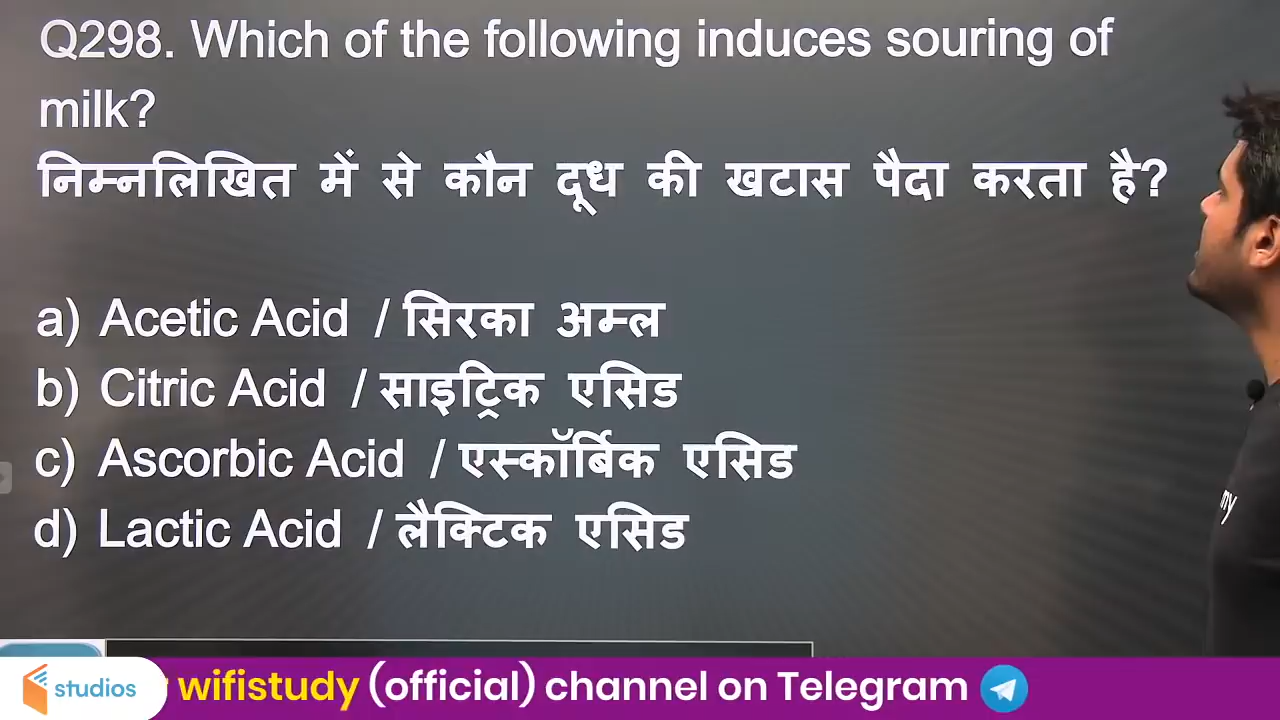 Q298. Which of the following induces souring of
milk?
निम्नलिखित में से कौन दूध की खटास पैदा करता है?
a) Acetic Acid / सिरका अम्ल
b) Citric Acid / साइट्रिक एसिड
c) Ascorbic Acid / एस्कॉर्बिक एसिड
d) Lactic Acid / लैक्टिक एसिड
my
studios
wifistudy (official) channel on Telegram